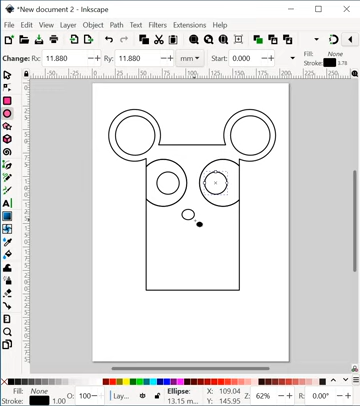 *New document 2 - Inkscape
File Edit View Layer Object Path Text Filters Extensions Help
Change: Rx: 11.880 Ry: 11.880 mm Start: 0.000 Fill: None
Stroke: 3.76
Fill: None
Stroke: 1.00 O: 100 Lay... Ellipse: 13.15 m... X: 109.04 Y: 145.95 Z: 62% R: 0.00°